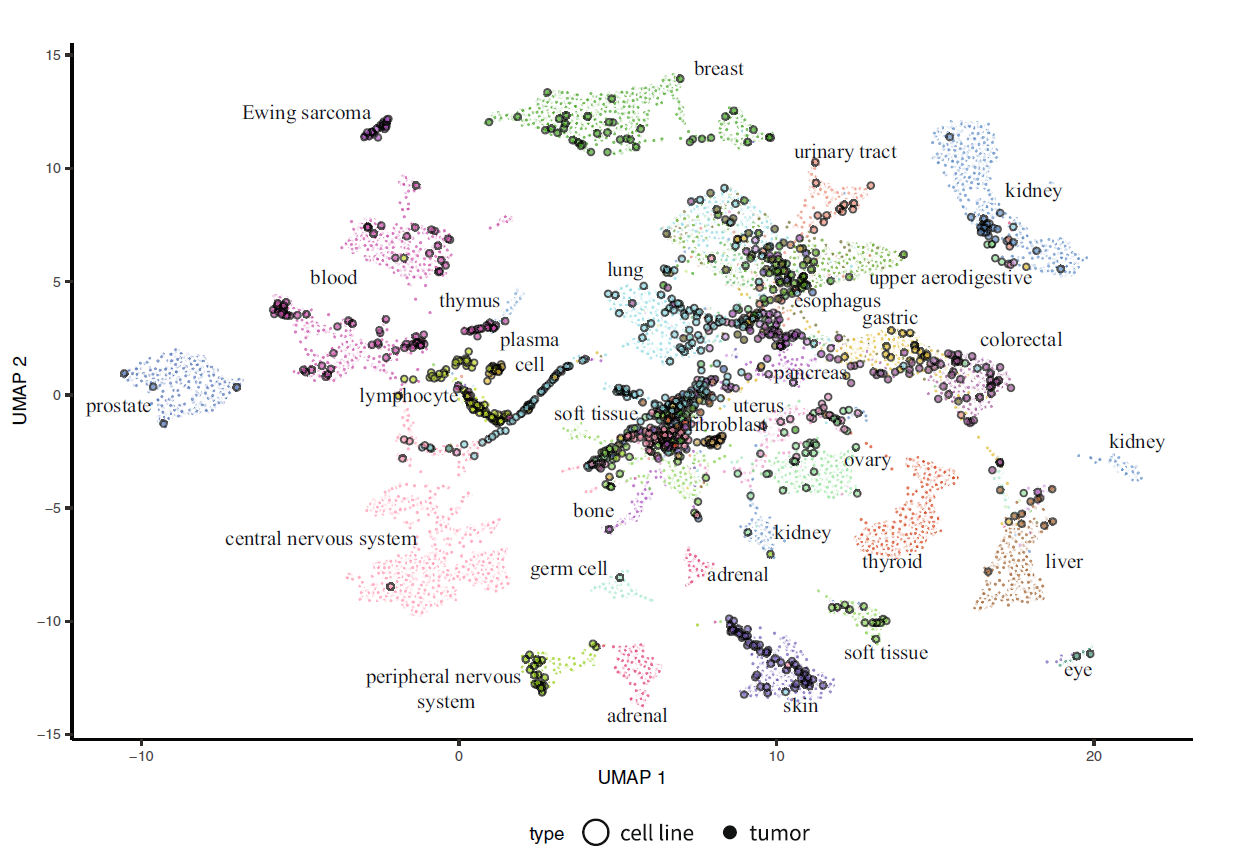 15
10
5
0
−5
−10
−15
UMAP 2
breast
Ewing sarcoma
urinary tract
kidney
blood
lung
upper aerodigestive
thymus
esophagus
gastric
plasma
cell
colorectal
pancreas
prostate
lymphocyte
soft tissue
uterus
fibroblast
kidney
ovary
bone
central nervous system
kidney
thyroid
liver
germ cell
adrenal
soft tissue
eye
peripheral nervous
system
adrenal
skin
−10
0
10
20
UMAP 1
type
cell line
tumor